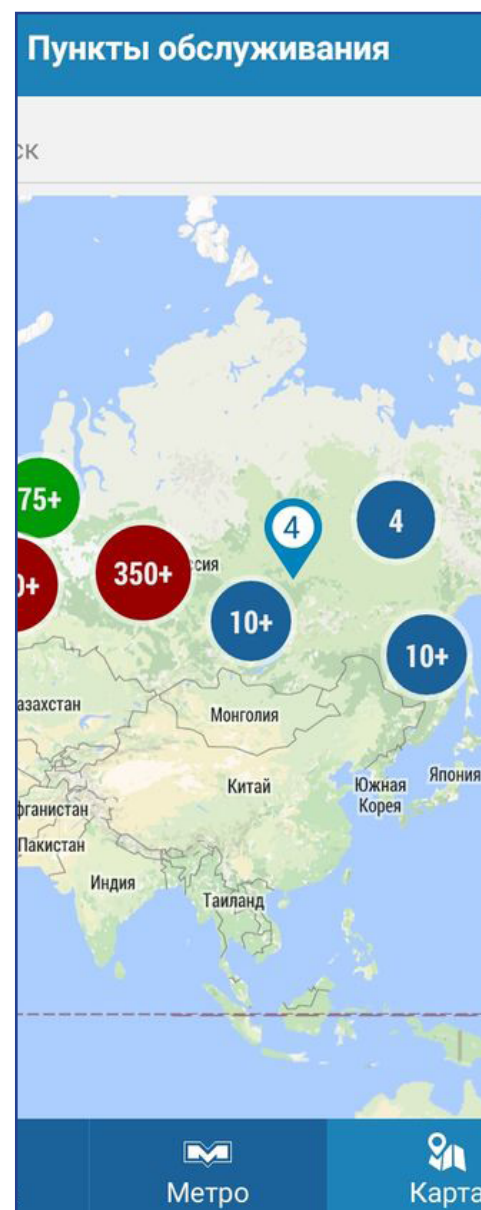 Пункты обслуживания
ск
75+
4
4
0+
350+
ссия
10+
10+
азахстан
Монголия
Китай
Южная
Корея
Япония
фганистан
Пакистан
Индия
Таиланд
Метро
Карта